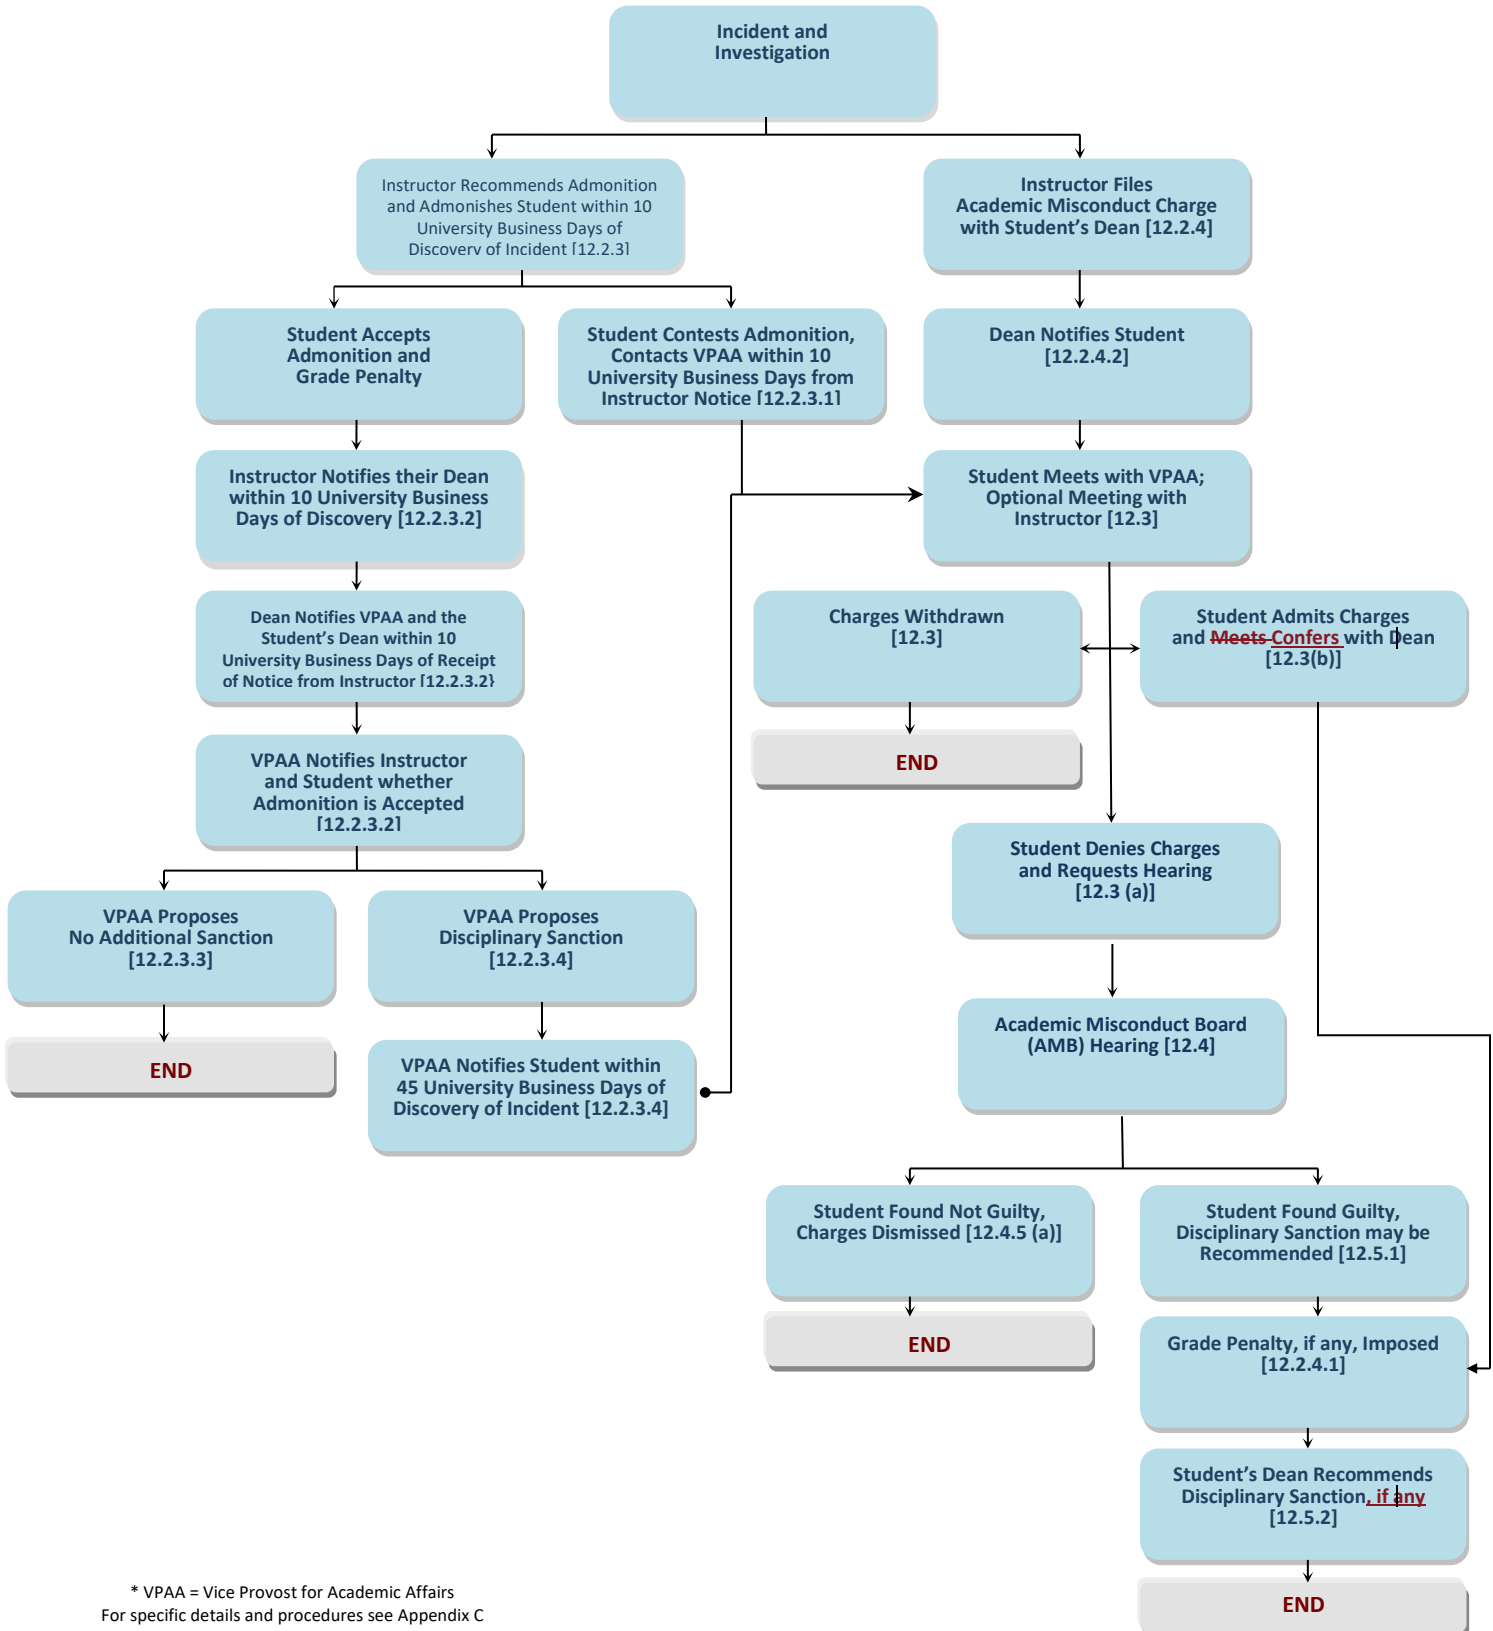 Incident and
Investigation
Instructor Recommends Admonition
and Admonishes Student within 10
University Business Days of
Discovery of Incident [12.2.3]
Instructor Files
Academic Misconduct Charge
with Student's Dean [12.2.4]
Student Accepts
Admonition and
Grade Penalty
Student Contests Admonition,
Contacts VPAA within 10
University Business Days from
Instructor Notice [12.2.3.1]
Dean Notifies Student
[12.2.4.2]
Instructor Notifies their Dean
within 10 University Business
Days of Discovery [12.2.3.2]
Student Meets with VPAA;
Optional Meeting with
Instructor [12.3]
Dean Notifies VPAA and the
Student's Dean within 10
University Business Days of Receipt
of Notice from Instructor [12.2.3.2}
Charges Withdrawn
[12.3]
Student Admits Charges
and Meets Confers with Dean
[12.3(b)]
VPAA Notifies Instructor
and Student whether
Admonition is Accepted
[12.2.3.2]
END
Student Denies Charges
and Requests Hearing
[12.3 (a)]
VPAA Proposes
No Additional Sanction
[12.2.3.3]
VPAA Proposes
Disciplinary Sanction
[12.2.3.4]
END
VPAA Notifies Student within
45 University Business Days of
Discovery of Incident [12.2.3.4]
Academic Misconduct Board
(AMB) Hearing [12.4]
Student Found Not Guilty,
Charges Dismissed [12.4.5 (a)]
Student Found Guilty,
Disciplinary Sanction may be
Recommended [12.5.1]
END
Grade Penalty, if any, Imposed
[12.2.4.1]
Student's Dean Recommends
Disciplinary Sanction, if any
[12.5.2]
END
* VPAA = Vice Provost for Academic Affairs
For specific details and procedures see Appendix C